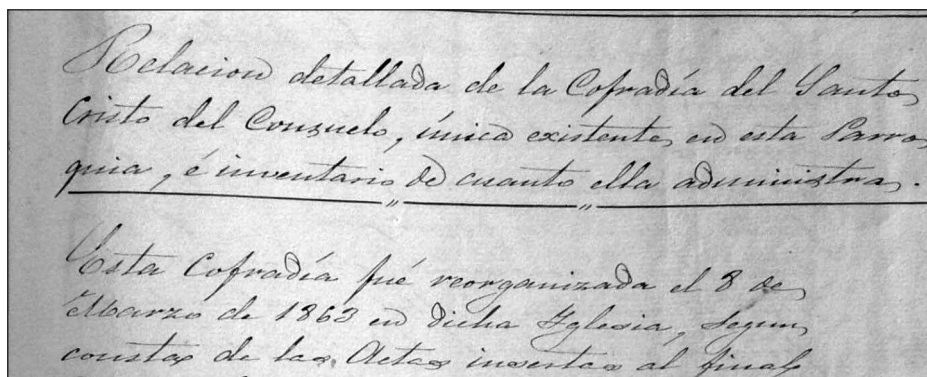 Relacion detallada de la Cofradía del Santo
Cristo del Consuelo, única existente en esta Parro
quia, é inventario de cuanto ella administra.
Esta Cofradía fué reorganizada el 8 de
Marzo de 1863 en dicha Yglesia, segun
consta de las Actas insertas al final